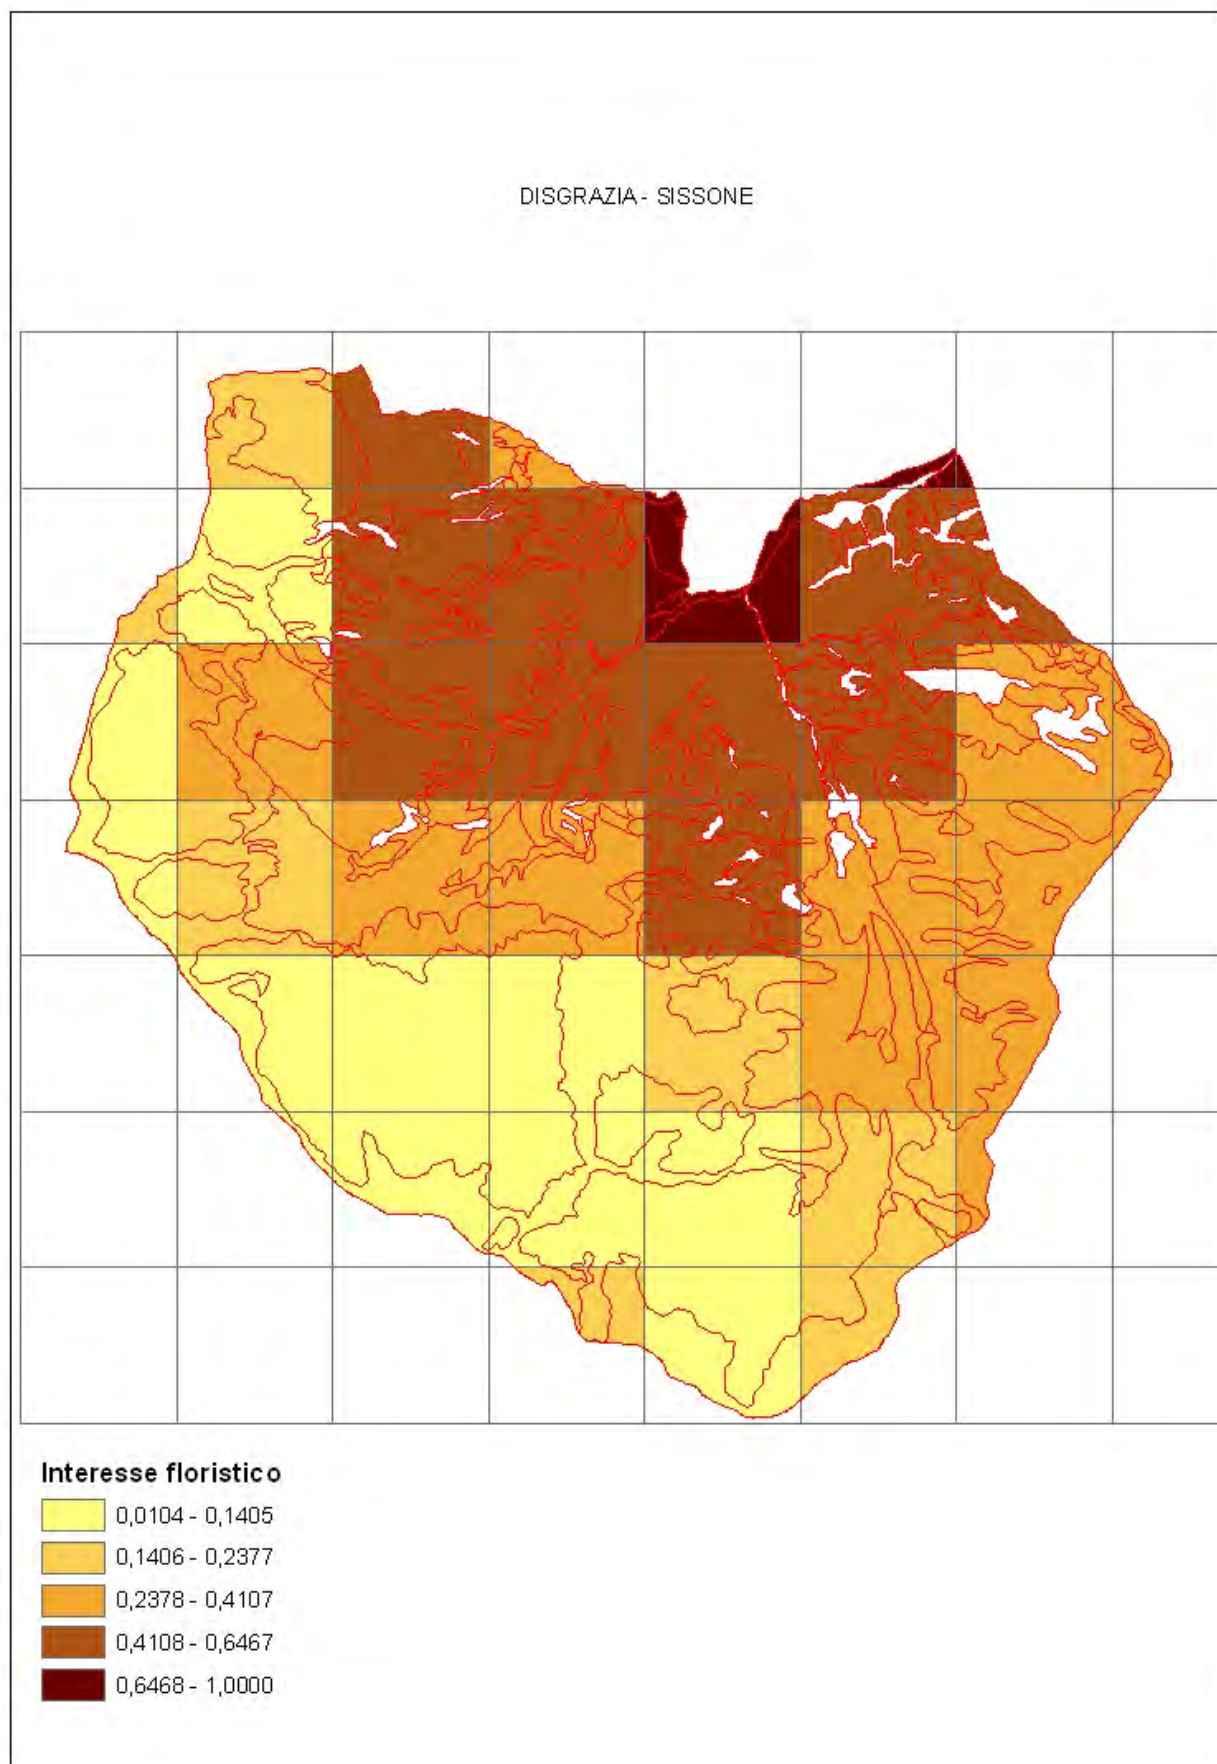 DISGRAZIA - SISSONE
Interesse floristico
0,0104 - 0,1405
0,1406 - 0,2377
0,2378 - 0,4107
0,4108 - 0,6467
0,6468 - 1,0000